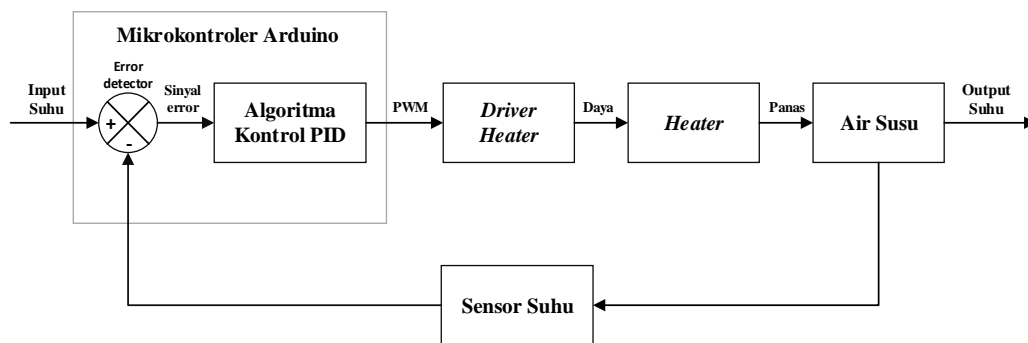 Mikrokontroler Arduino
Error
detector
Input
Suhu
+
-
Sinyal
error
Algoritma
Kontrol PID
PWM
Driver
Heater
Daya
Heater
Panas
Air Susu
Output
Suhu
Sensor Suhu